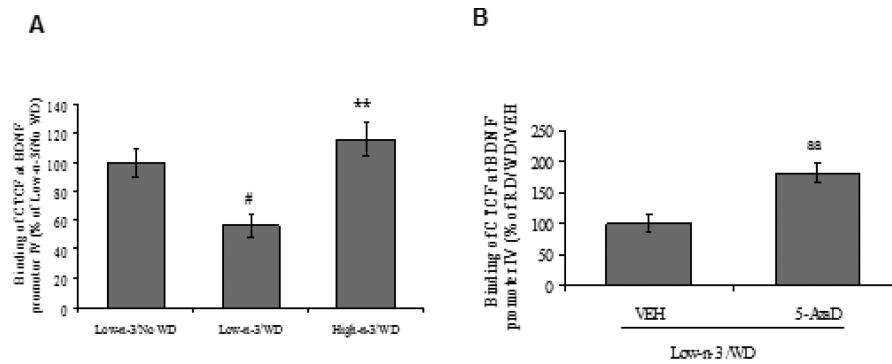 A
Binding of CTCF at BDNF
promoter IV (% of Low-n-3/No WD)
140
120
100
80
60
40
20
0
#
**
Low-n-3/No WD
Low-n-3/WD
High-n-3/WD
B
Binding of CTCF at BDNF
promoter IV (% of RD/WD/VEH
250
200
150
100
50
0
aa
VEH
5-AzaD
Low-n-3/WD